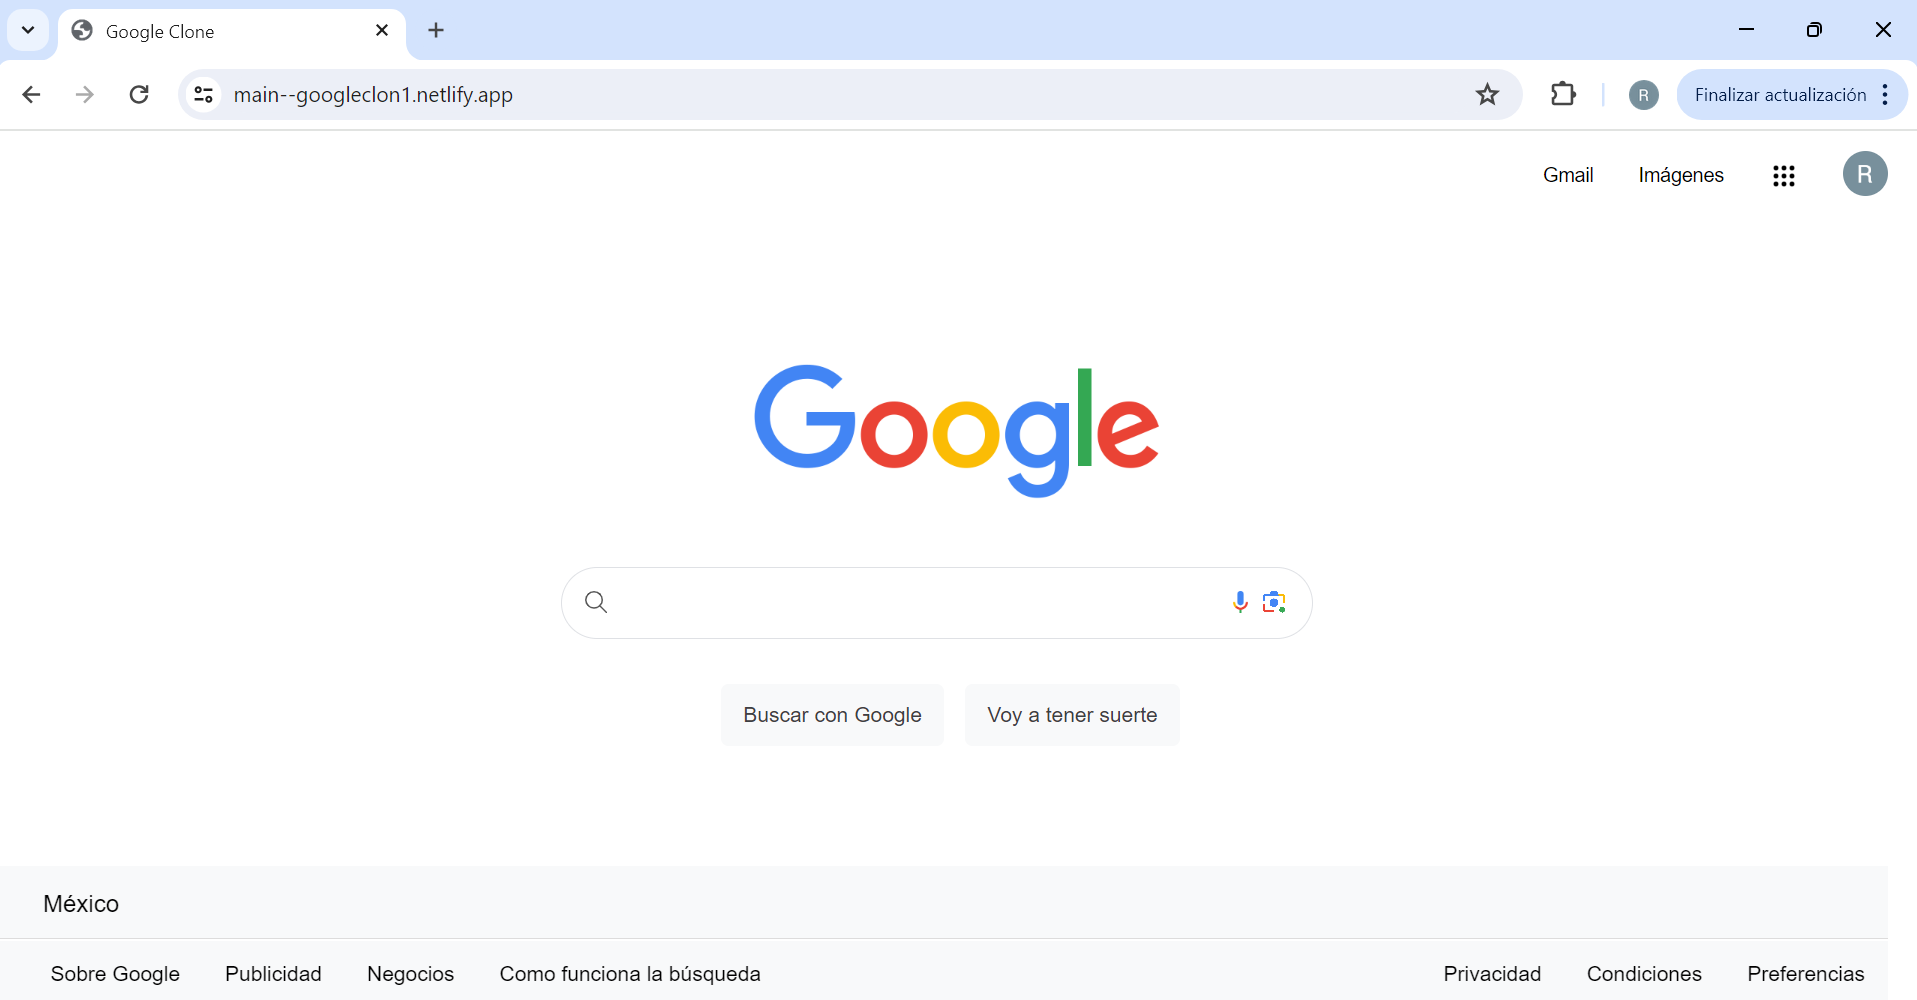 Google Clone
main--googleclon1.netlify.app
R
Finalizar actualización
Gmail Imágenes R
Google
Buscar con Google Voy a tener suerte
México
Sobre Google Publicidad Negocios Como funciona la búsqueda Privacidad Condiciones Preferencias